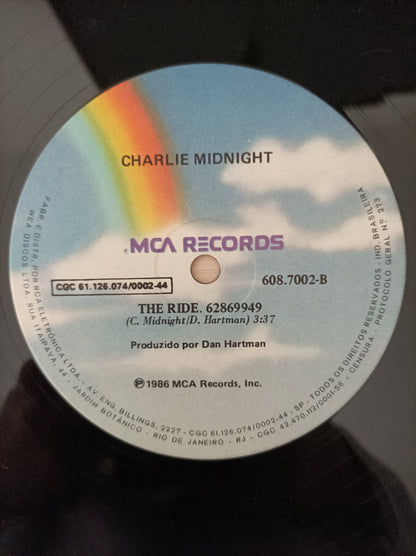 CHARLIE MIDNIGHT
MCA RECORDS
CGC 61.126.074/0002-44
608.7002-B
THE RIDE. 62869949
(C. Midnight/D. Hartman) 3:37
Produzido por Dan Hartman
℗ 1986 MCA Records, Inc.
FABR. E DISTR. POR RCA ELETRÔNICA LTDA. - AV. ENG. BILLINGS, 2227 - CGC 61.126.074/0002-44 - SP - TODOS OS DIREITOS RESERVADOS - IND. BRASILEIRA
WEA DISCOS LTDA. RUA ITAIPAVA, 44 - JARDIM BOTÂNICO - RIO DE JANEIRO - RJ - CGC 42.470.112/0001-56 - CENSURA - PROTOCOLO GERAL Nº 213